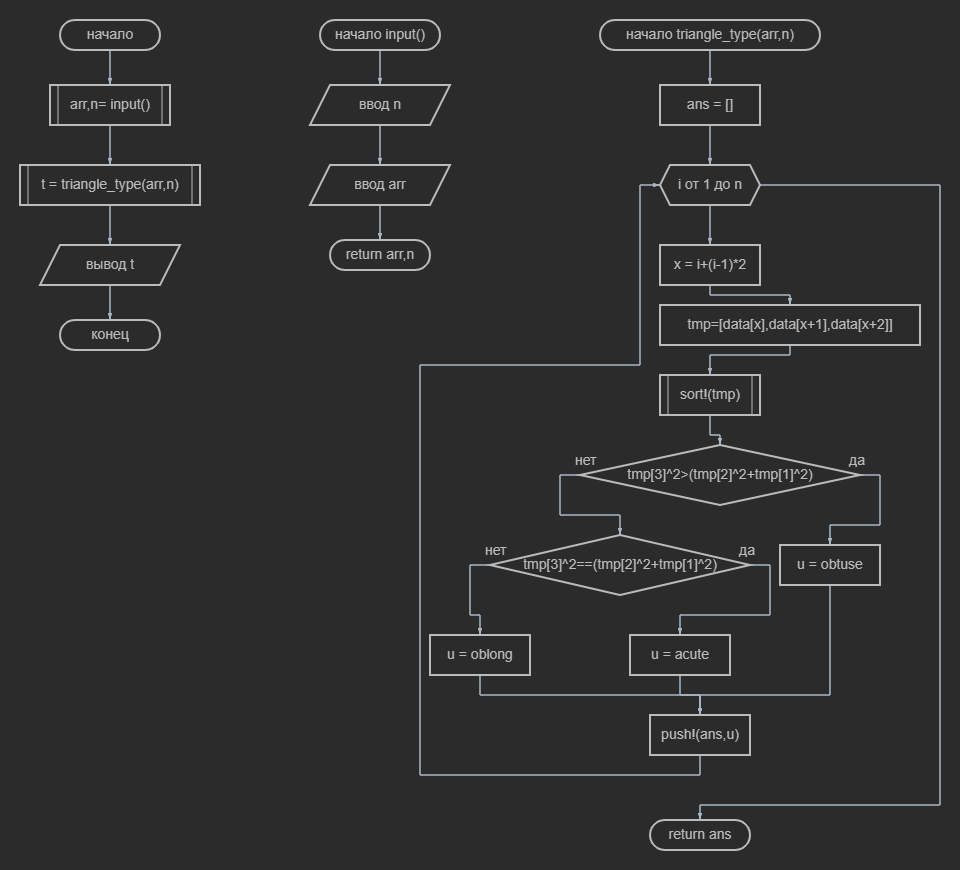 начало
arr,n= input()
t = triangle_type(arr,n)
вывод t
конец
начало input()
ввод n
ввод arr
return arr,n
начало triangle_type(arr,n)
ans = []
i от 1 до n
x = i+(i-1)*2
tmp=[data[x],data[x+1],data[x+2]]
sort!(tmp)
нет
да
tmp[3]^2>(tmp[2]^2+tmp[1]^2)
нет
да
tmp[3]^2==(tmp[2]^2+tmp[1]^2)
u = obtuse
u = oblong
u = acute
push!(ans,u)
return ans